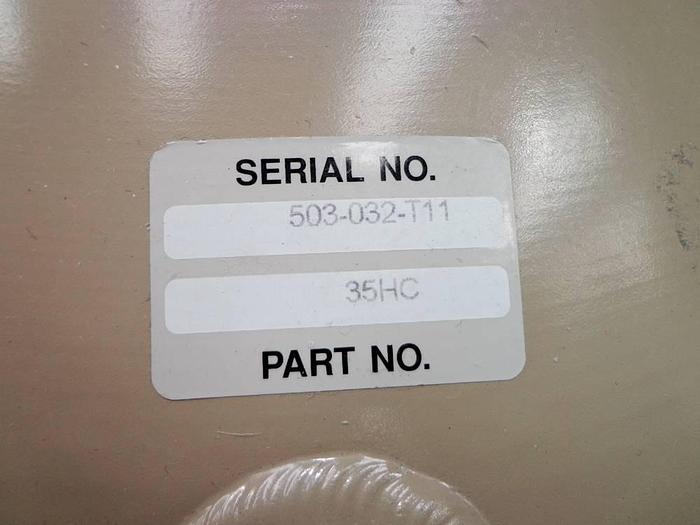 SERIAL NO.
503-032-T11
35HC
PART NO.